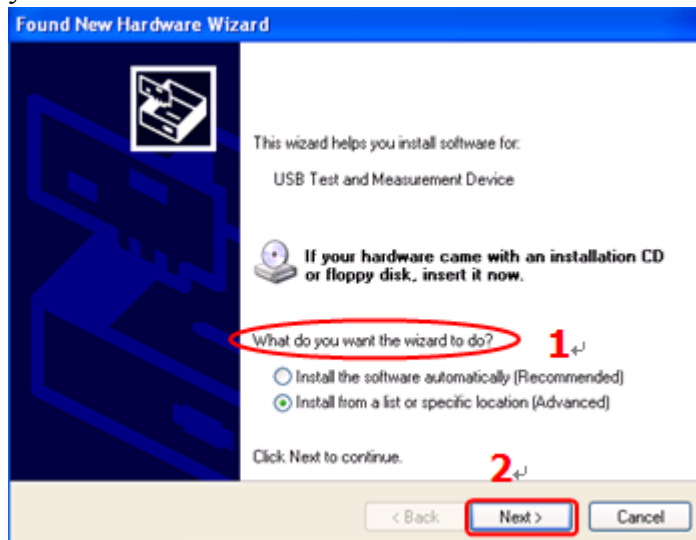 Found New Hardware Wizard
This wizard helps you install software for:
USB Test and Measurement Device
If your hardware came with an installation CD
or floppy disk, insert it now.
What do you want the wizard to do?
1
Install the software automatically (Recommended)
Install from a list or specific location (Advanced)
Click Next to continue.
2
< Back
Next >
Cancel